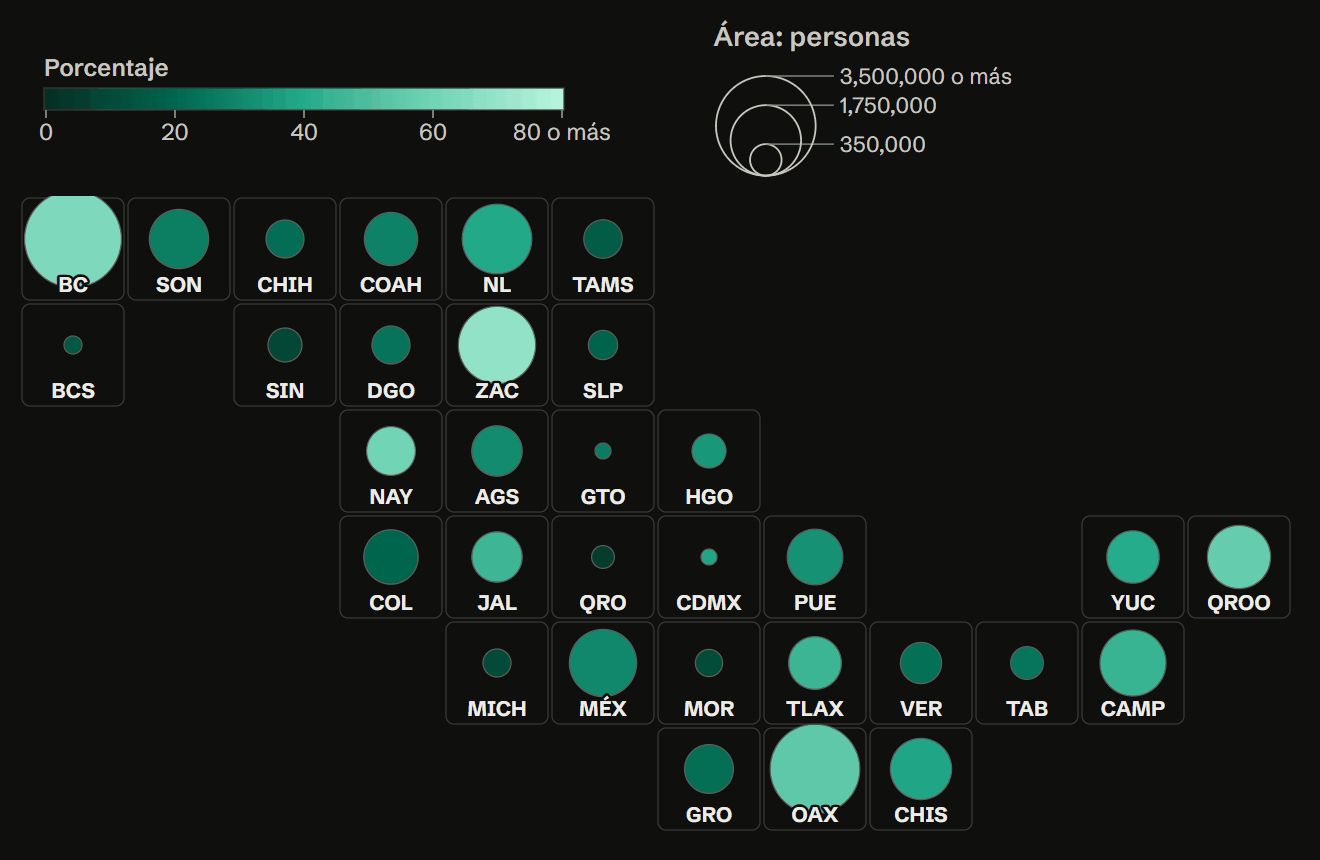 Área: personas
Porcentaje
3,500,000 o más
1,750,000
350,000
0 20 40 60 80 o más
BC SON CHIH COAH NL TAMS
BCS SIN DGO ZAC SLP
NAY AGS GTO HGO
COL JAL QRO CDMX PUE YUC QROO
MICH MÉX MOR TLAX VER TAB CAMP
GRO OAX CHIS